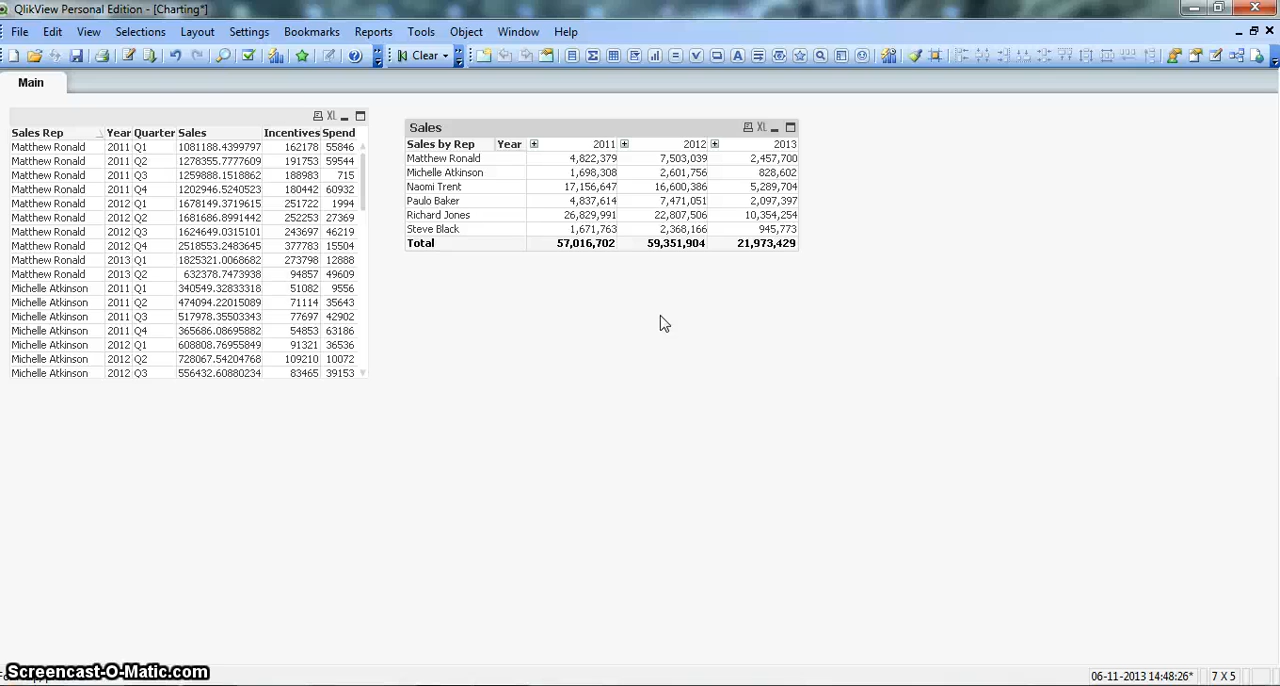 QlikView Personal Edition - [Charting*]
File Edit View Selections Layout Settings Bookmarks Reports Tools Object Window Help
Clear
Main
XL
Sales Rep Year Quarter Sales Incentives Spend
Matthew Ronald 2011 Q1 1081188.4399797 162178 55846
Matthew Ronald 2011 Q2 1278355.7777609 191753 59544
Matthew Ronald 2011 Q3 1259888.1518862 188983 715
Matthew Ronald 2011 Q4 1202946.5240523 180442 60932
Matthew Ronald 2012 Q1 1678149.3719615 251722 1994
Matthew Ronald 2012 Q2 1681686.8991442 252253 27369
Matthew Ronald 2012 Q3 1624649.0315101 243697 46219
Matthew Ronald 2012 Q4 2518553.2483645 377783 15504
Matthew Ronald 2013 Q1 1825321.0068682 273798 12888
Matthew Ronald 2013 Q2 632378.7473938 94857 49609
Michelle Atkinson 2011 Q1 340549.32833318 51082 9556
Michelle Atkinson 2011 Q2 474094.22015089 71114 35643
Michelle Atkinson 2011 Q3 517978.35503343 77697 42902
Michelle Atkinson 2011 Q4 365686.08695882 54853 63186
Michelle Atkinson 2012 Q1 608808.76955849 91321 36536
Michelle Atkinson 2012 Q2 728067.54204768 109210 10072
Michelle Atkinson 2012 Q3 556432.60880234 83465 39153
Sales XL
Sales by Rep Year 2011 2012 2013
Matthew Ronald 4,822,379 7,503,039 2,457,700
Michelle Atkinson 1,698,308 2,601,756 828,602
Naomi Trent 17,156,647 16,600,386 5,289,704
Paulo Baker 4,837,614 7,471,051 2,097,397
Richard Jones 26,829,991 22,807,506 10,354,254
Steve Black 1,671,763 2,368,166 945,773
Total 57,016,702 59,351,904 21,973,429
Screencast-O-Matic.com
06-11-2013 14:48:26* 7 X 5